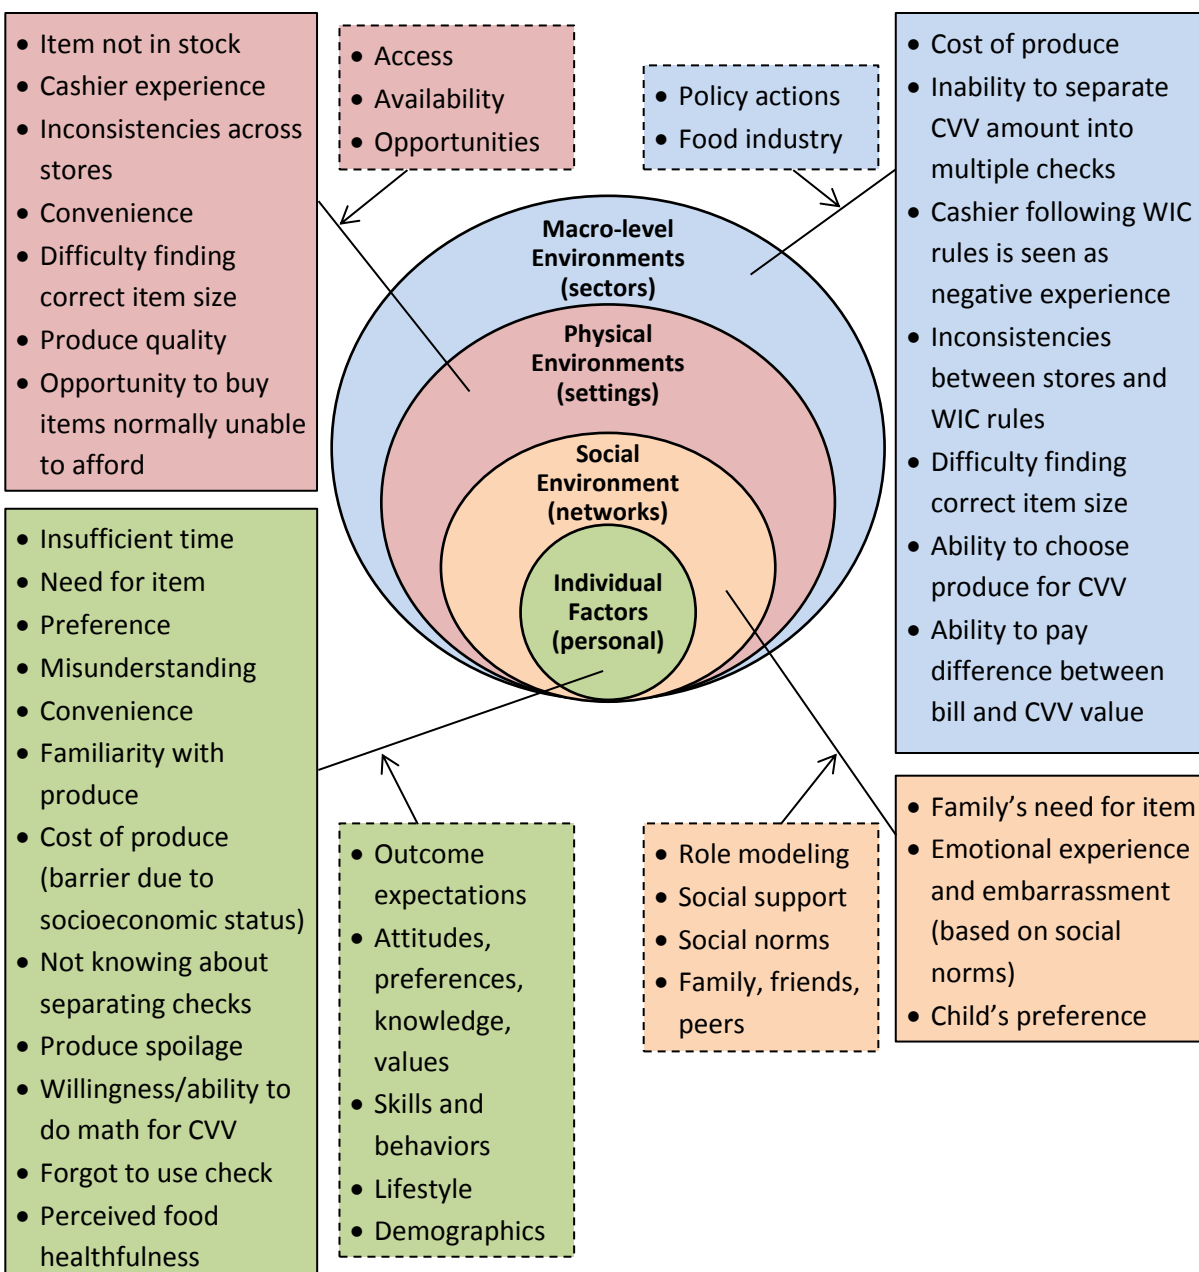 • Item not in stock
• Cashier experience
• Inconsistencies across
stores
• Convenience
• Difficulty finding
correct item size
• Produce quality
• Opportunity to buy
items normally unable
to afford
• Access
• Availability
• Opportunities
• Policy actions
• Food industry
• Cost of produce
• Inability to separate
CVV amount into
multiple checks
• Cashier following WIC
rules is seen as
negative experience
• Inconsistencies
between stores and
WIC rules
• Difficulty finding
correct item size
• Ability to choose
produce for CVV
• Ability to pay
difference between
bill and CVV value
Macro-level
Environments
(sectors)
Physical
Environments
(settings)
Social
Environment
(networks)
Individual
Factors
(personal)
• Insufficient time
• Need for item
• Preference
• Misunderstanding
• Convenience
• Familiarity with
produce
• Cost of produce
(barrier due to
socioeconomic status)
• Not knowing about
separating checks
• Produce spoilage
• Willingness/ability to
do math for CVV
• Forgot to use check
• Perceived food
healthfulness
• Outcome
expectations
• Attitudes,
preferences,
knowledge,
values
• Skills and
behaviors
• Lifestyle
• Demographics
• Role modeling
• Social support
• Social norms
• Family, friends,
peers
• Family’s need for item
• Emotional experience
and embarrassment
(based on social
norms)
• Child’s preference